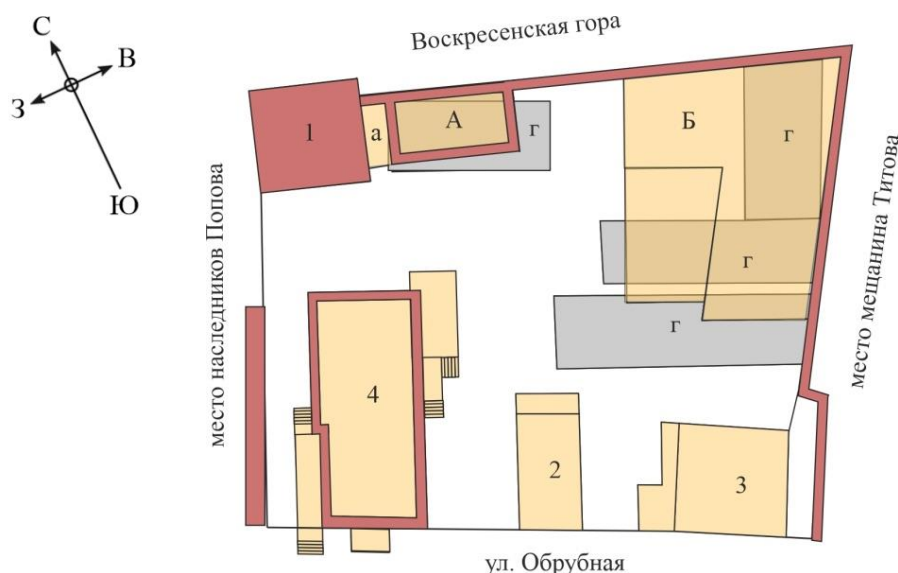 С
В
З
Ю
Воскресенская гора
1
а
А
г
Б
г
г
г
место наследников Попова
место мещанина Титова
4
2
3
ул. Обрубная